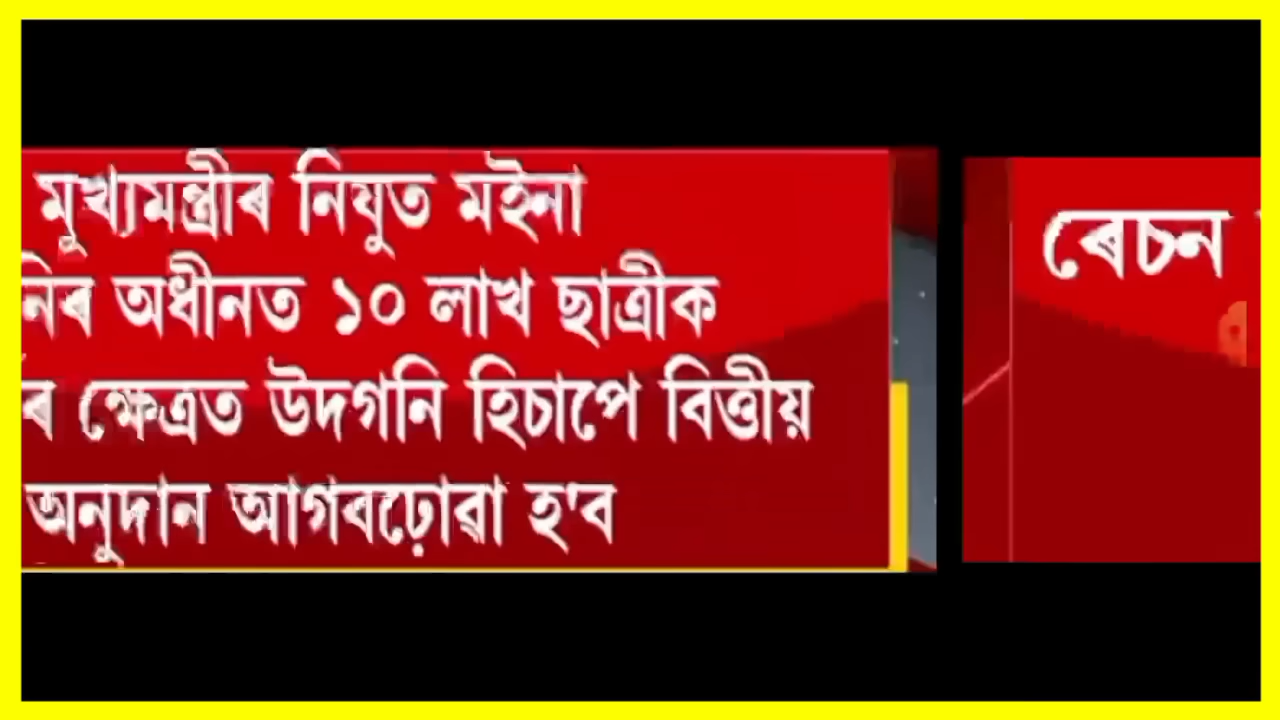 মুখ্যমন্ত্ৰীৰ নিযুত মইনা
অধীনত ১০ লাখ ছাত্ৰীক
ক্ষেত্ৰত উদগনি হিচাপে বিত্তীয়
অনুদান আগবঢ়োৱা হ'ব
ৰেচন